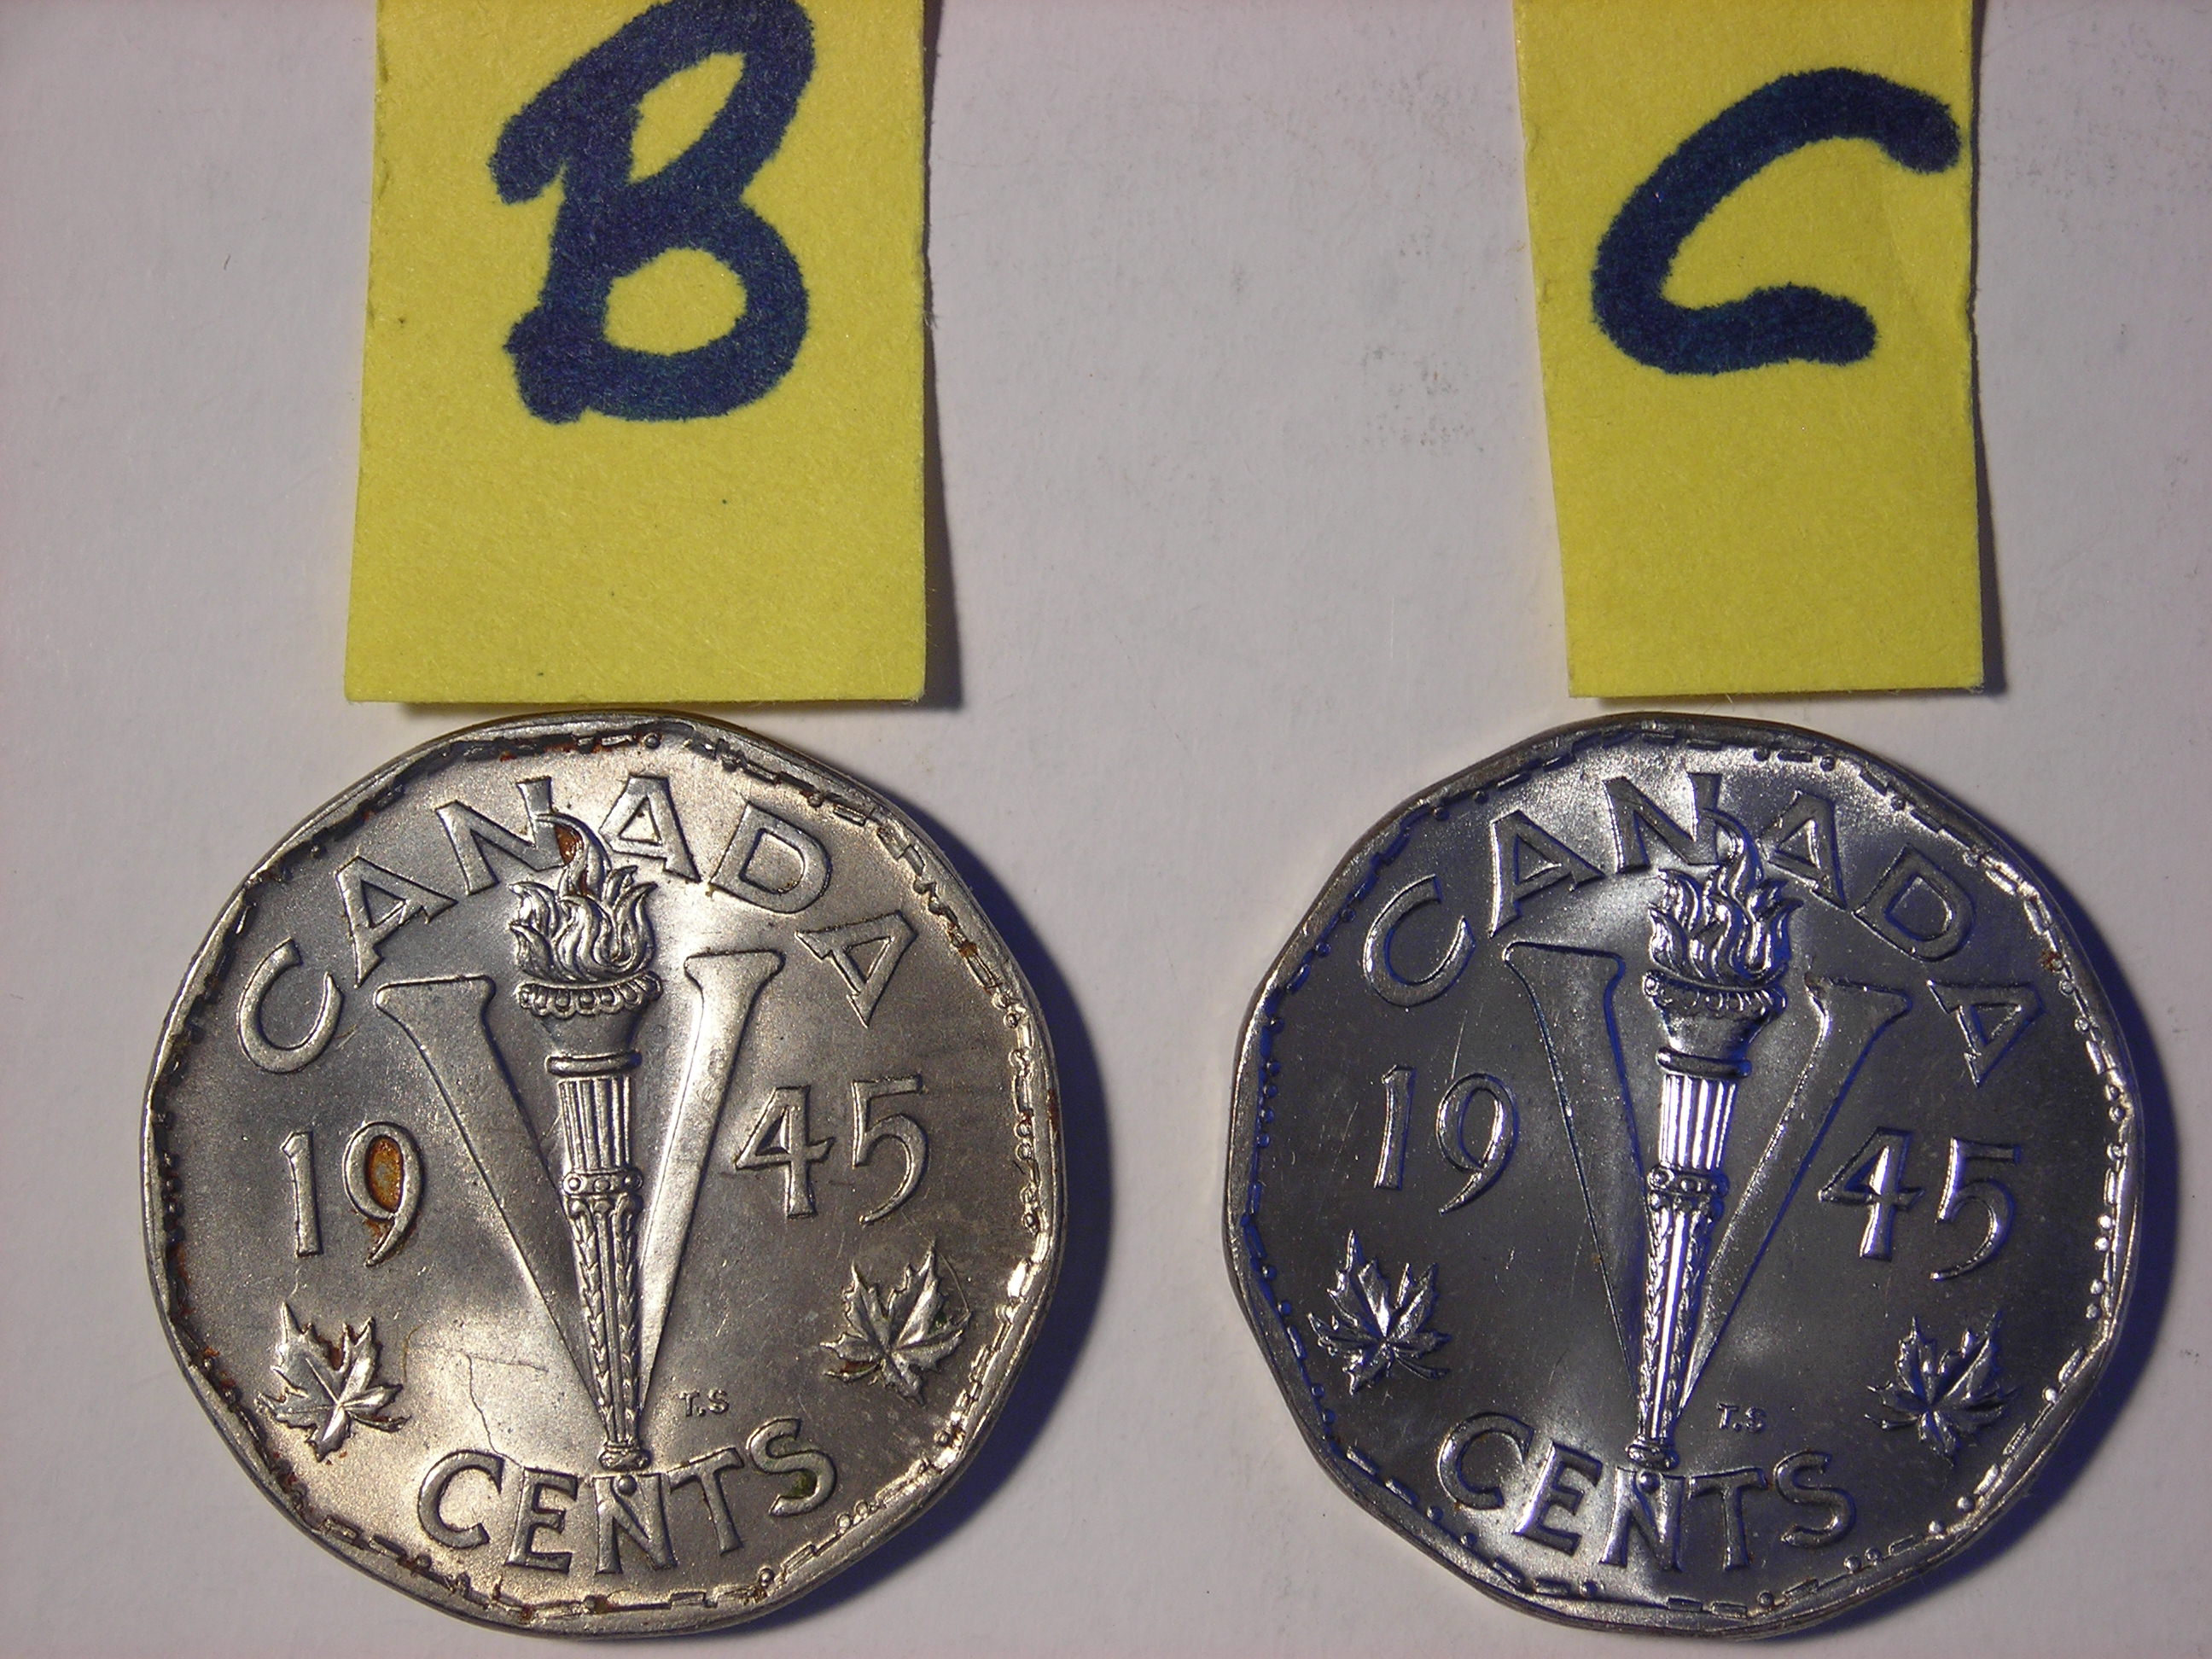 B
C
CANADA
19 V 45
T.S
CENTS
CANADA
19 V 45
T.S
CENTS